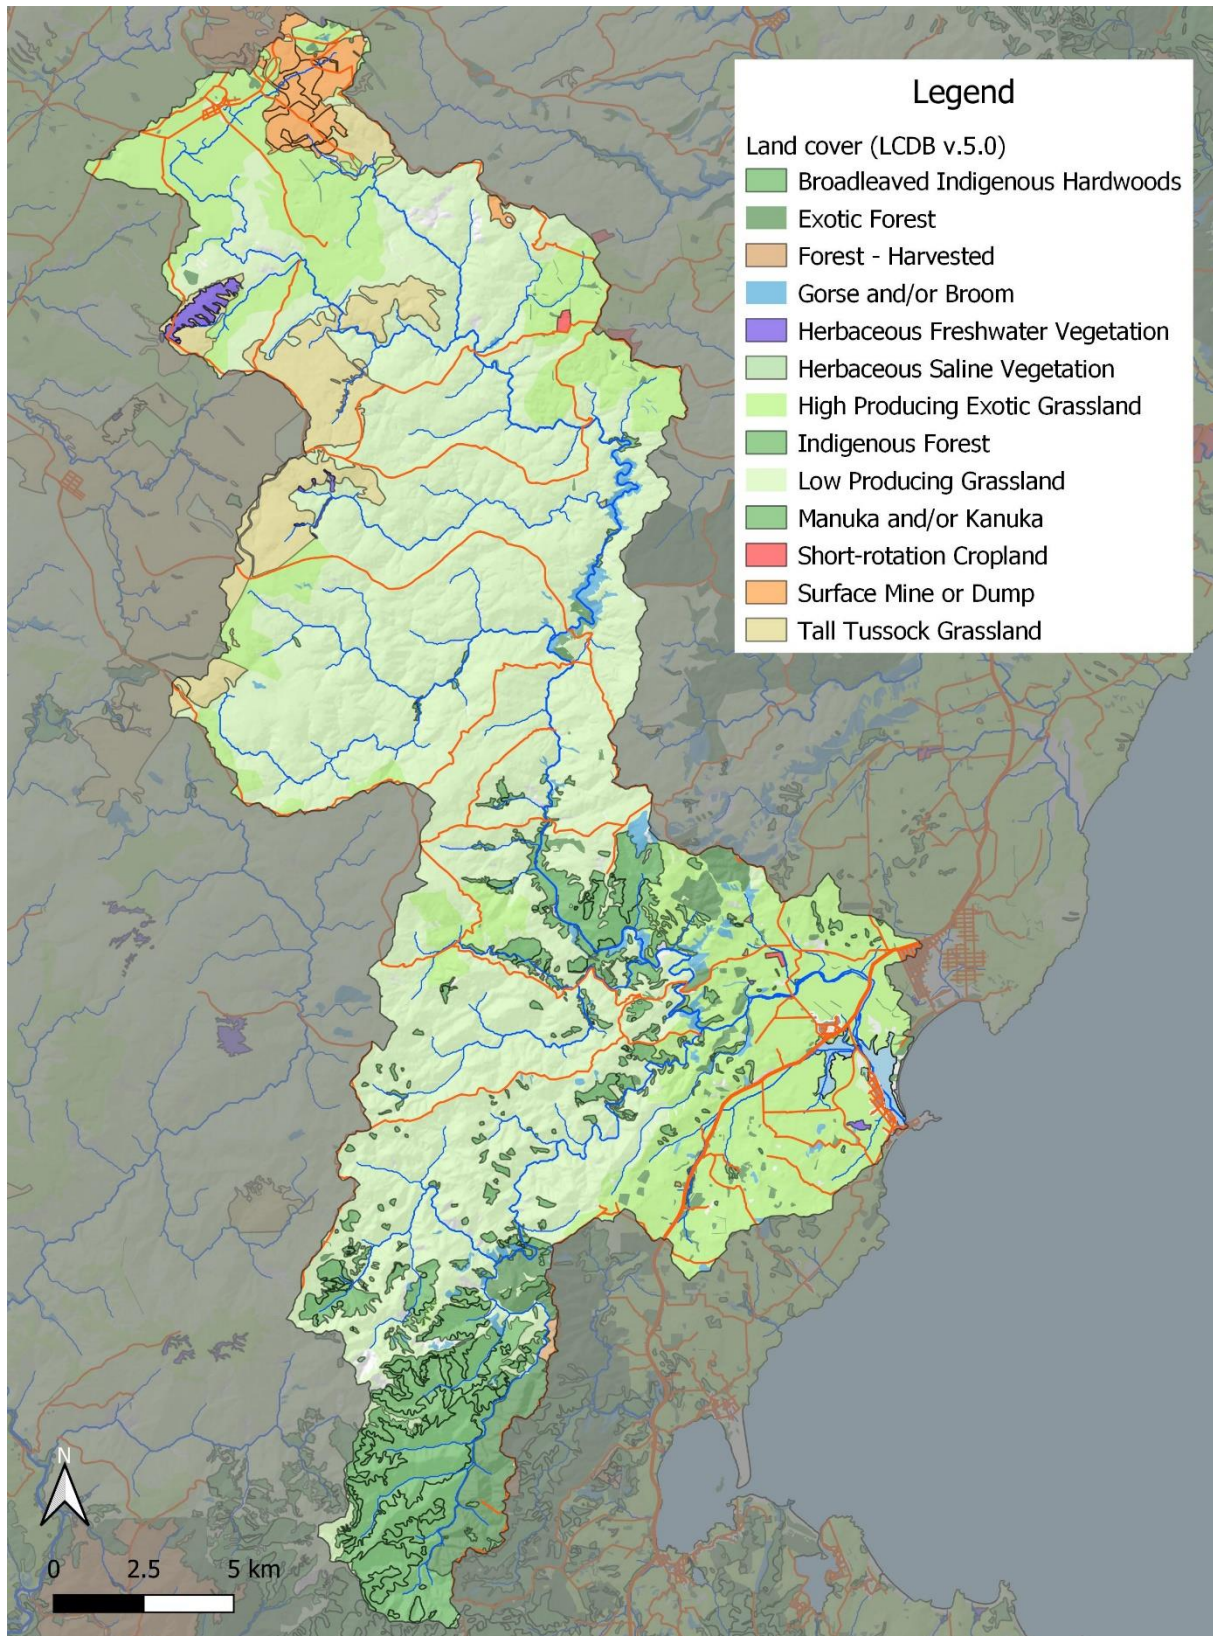 Legend
Land cover (LCDB v.5.0)
Broadleaved Indigenous Hardwoods
Exotic Forest
Forest - Harvested
Gorse and/or Broom
Herbaceous Freshwater Vegetation
Herbaceous Saline Vegetation
High Producing Exotic Grassland
Indigenous Forest
Low Producing Grassland
Manuka and/or Kanuka
Short-rotation Cropland
Surface Mine or Dump
Tall Tussock Grassland
N
0 2.5 5 km